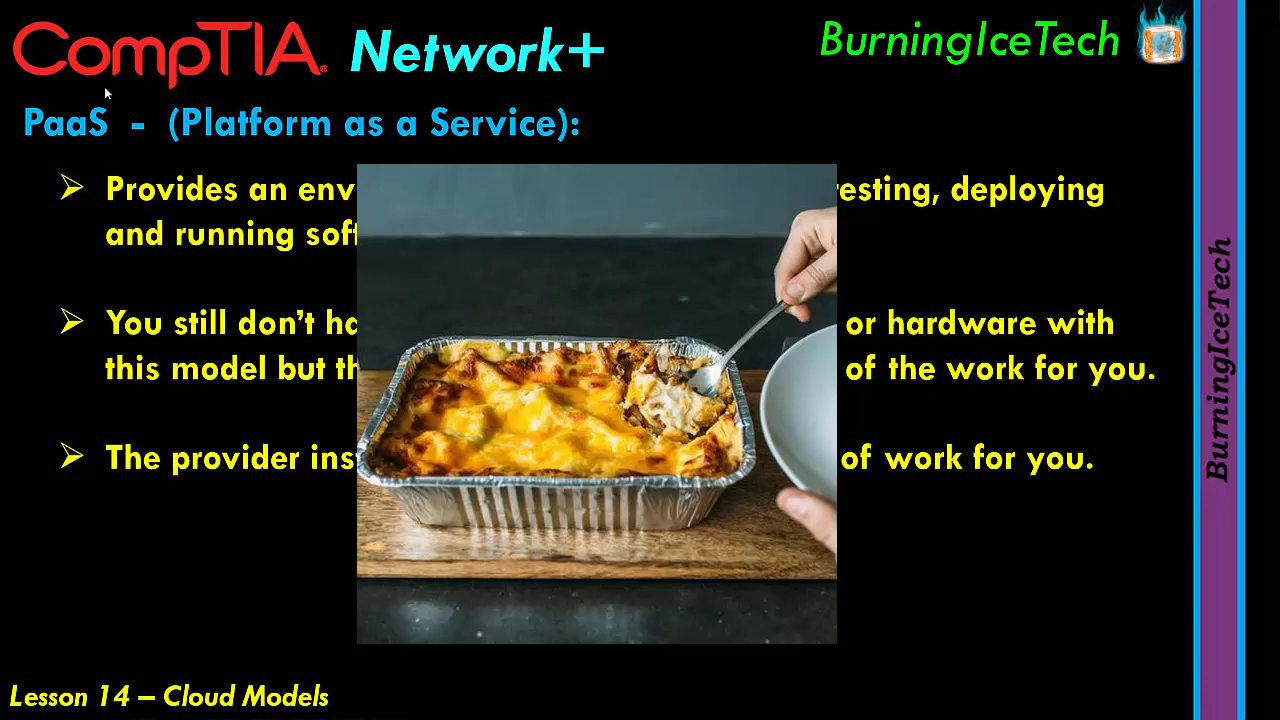 CompTIA® Network+
BurningIceTech
PaaS - (Platform as a Service):
Provides an env esting, deploying
and running sof
You still don't ha or hardware with
this model but th of the work for you.
The provider ins of work for you.
Lesson 14 – Cloud Models
BurningIceTech